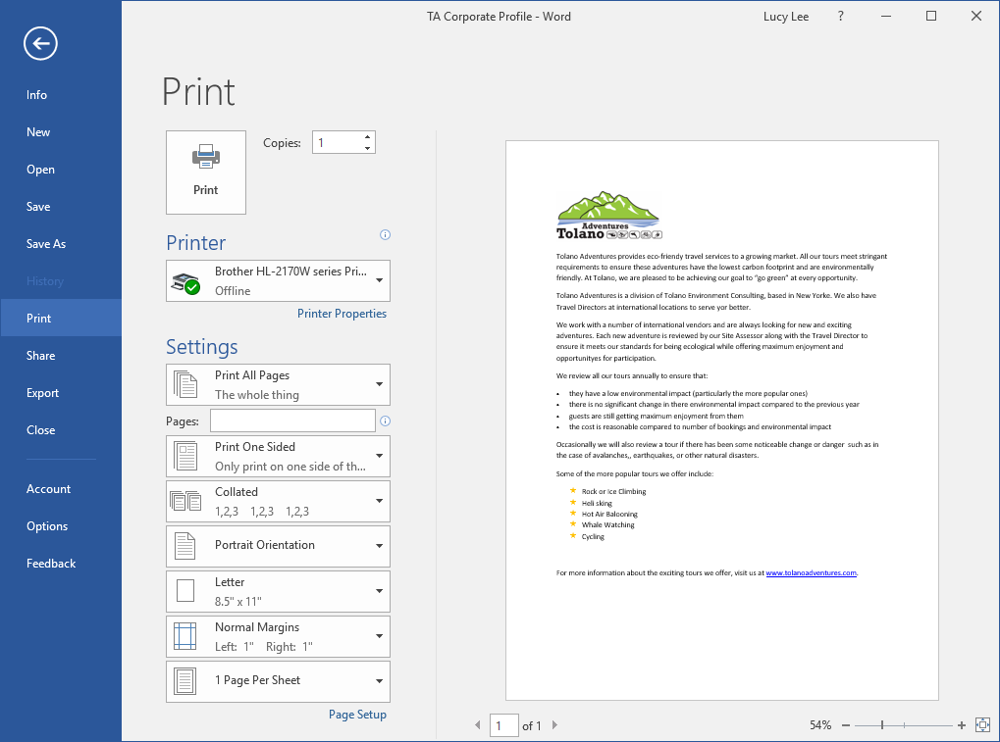 TA Corporate Profile - Word
Lucy Lee
?
Info
New
Open
Save
Save As
History
Print
Share
Export
Close
Account
Options
Feedback
Print
Print
Copies: 1
Printer
Brother HL-2170W series Pri...
Offline
Printer Properties
Settings
Print All Pages
The whole thing
Pages:
Print One Sided
Only print on one side of th...
Collated
1,2,3 1,2,3 1,2,3
Portrait Orientation
Letter
8.5" x 11"
Normal Margins
Left: 1" Right: 1"
1 Page Per Sheet
Page Setup
Adventures
Tolano
Tolano Adventures provides eco-friendy travel services to a growing market. All our tours meet stringent
requirements to ensure these adventures have the lowest carbon footprint and are environmentally
friendly. At Tolano, we are pleased to be achieving our goal to “go green” at every opportunity.
Tolano Adventures is a division of Tolano Environment Consulting, based in New Yorke. We also have
Travel Directors at international locations to serve yor better.
We work with a number of international vendors and are always looking for new and exciting
adventures. Each new adventure is reviewed by our Site Assessor along with the Travel Director to
ensure it meets our standards for being ecological while offering maximum enjoyment and
opportunityes for participation.
We review all our tours annually to ensure that:
• they have a low environmental impact (particularly the more popular ones)
• there is no significant change in there environmental impact compared to the previous year
• guests are still getting maximum enjoyment from them
• the cost is reasonable compared to number of bookings and environmental impact
Occasionally we will also review a tour if there has been some noticeable change or danger such as in
the case of avalanches,, earthquakes, or other natural disasters.
Some of the more popular tours we offer include:
Rock or Ice Climbing
Heli sking
Hot Air Balooning
Whale Watching
Cycling
For more information about the exciting tours we offer, visit us at www.tolanoadventures.com.
1 of 1
54%